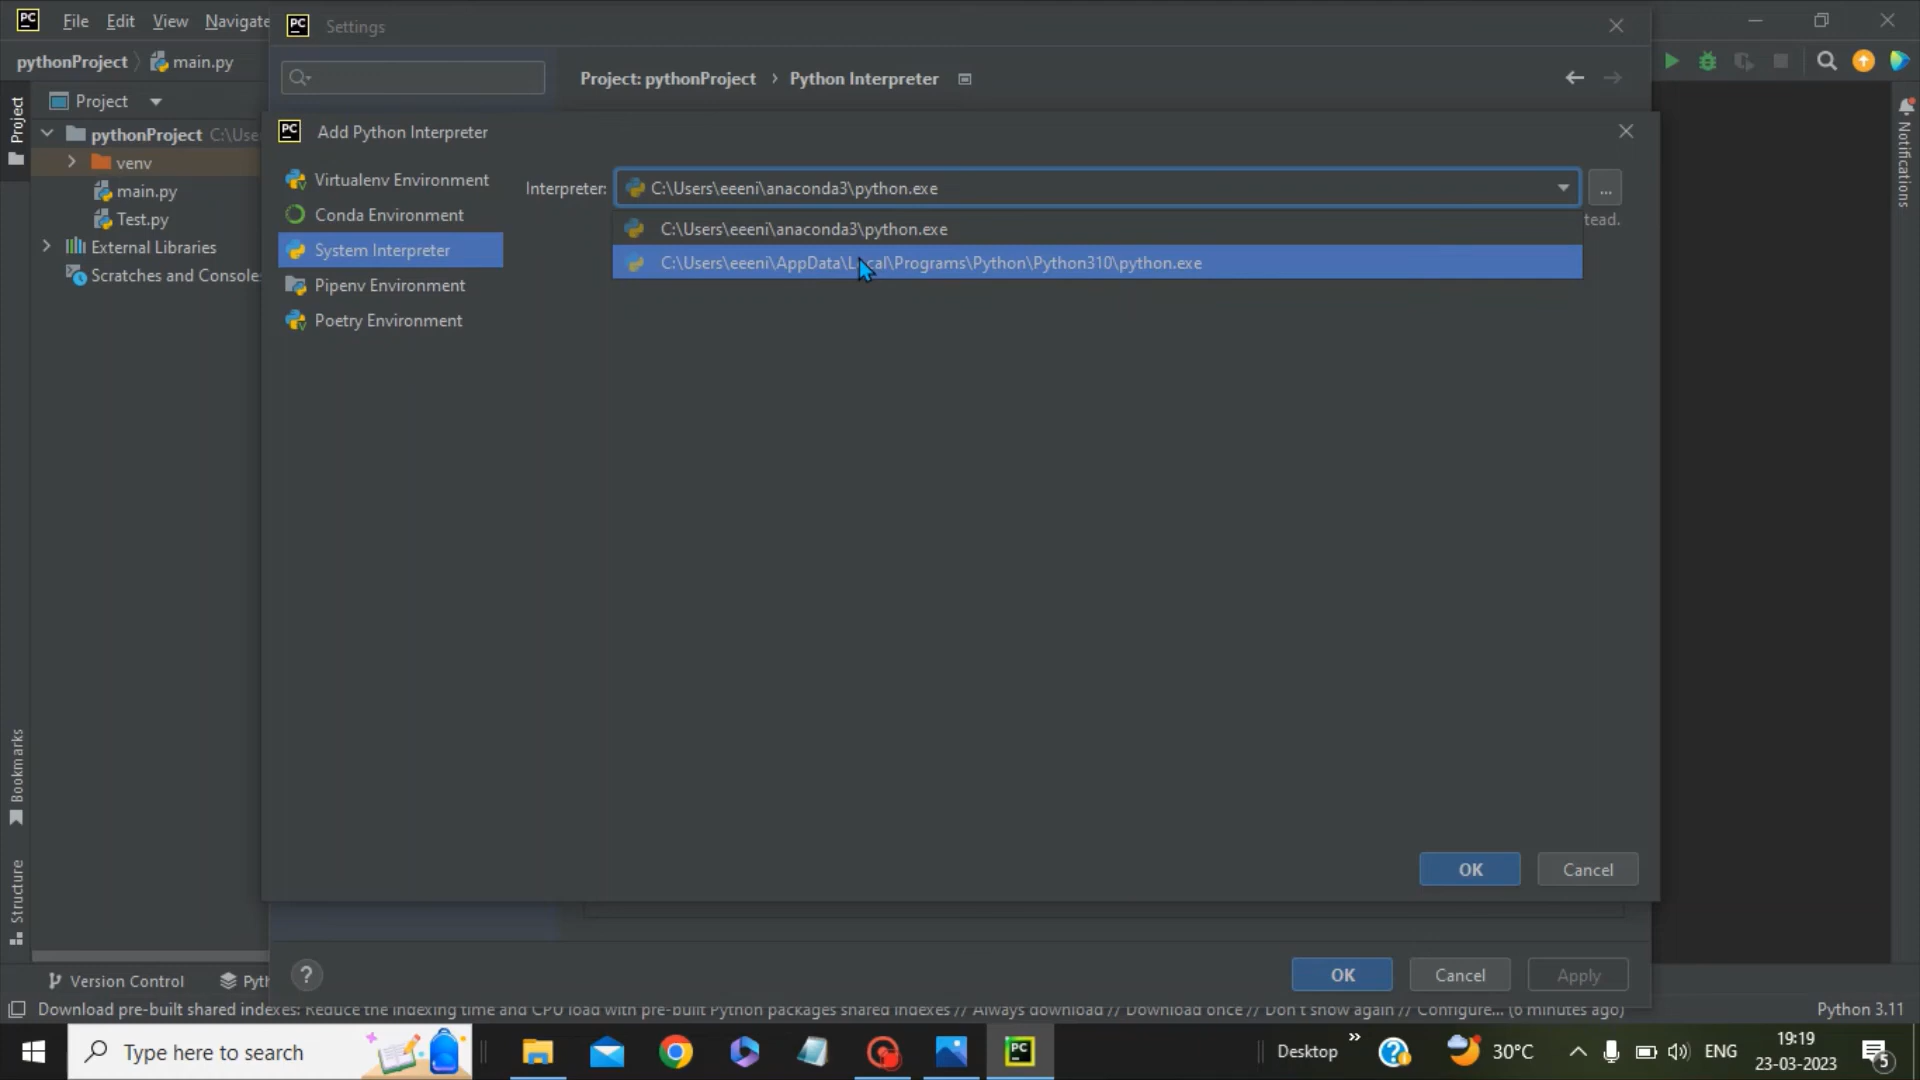 PC File Edit View Navigate
PC Settings
pythonProject main.py
Project: pythonProject › Python Interpreter
Project
Project
pythonProject C:\Use
venv
main.py
Test.py
External Libraries
Scratches and Console
PC Add Python Interpreter
Virtualenv Environment
Conda Environment
System Interpreter
Pipenv Environment
Poetry Environment
Interpreter: C:\Users\eeeni\anaconda3\python.exe ...
tead.
C:\Users\eeeni\anaconda3\python.exe
C:\Users\eeeni\AppData\Local\Programs\Python\Python310\python.exe
OK Cancel
Notifications
Bookmarks
Structure
? OK Cancel Apply
Version Control Pyth
Download pre-built shared indexes: Reduce the indexing time and CPU load with pre-built Python packages shared indexes // Always download // Download once // Don't show again // Configure... (6 minutes ago) Python 3.11
Type here to search PC Desktop » 30°C ENG 19:19
23-03-2023 5